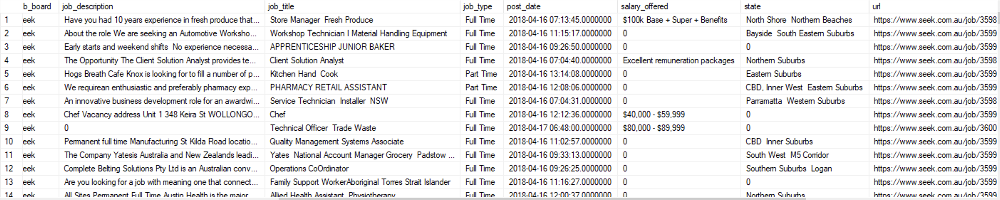 b_board job_description job_title job_type post_date salary_offered state url
1 eek Have you had 10 years experience in fresh produce that... Store Manager  Fresh Produce Full Time 2018-04-16 07:13:45.0000000 $100k Base + Super + Benefits North Shore  Northern Beaches https://www.seek.com.au/job/3598
2 eek About the role We are seeking an Automotive Worksho... Workshop Technician I Material Handling Equipment Full Time 2018-04-16 11:15:17.0000000 0 Bayside  South Eastern Suburbs https://www.seek.com.au/job/3599
3 eek Early starts and weekend shifts  No experience necessa... APPRENTICESHIP JUNIOR BAKER Full Time 2018-04-16 09:26:50.0000000 0 0 https://www.seek.com.au/job/3599
4 eek The Opportunity The Client Solution Analyst provides te... Client Solution Analyst Full Time 2018-04-16 07:04:40.0000000 Excellent remuneration packages Northern Suburbs https://www.seek.com.au/job/3598
5 eek Hogs Breath Cafe Knox is looking for to fill a number of p... Kitchen Hand  Cook Part Time 2018-04-16 13:14:08.0000000 0 Eastern Suburbs https://www.seek.com.au/job/3599
6 eek We requirean enthusiastic and preferably pharmacy exp... PHARMACY RETAIL ASSISTANT Part Time 2018-04-16 12:08:06.0000000 0 CBD, Inner West  Eastern Suburbs https://www.seek.com.au/job/3599
7 eek An innovative business development role for an awardwi... Service Technician  Installer  NSW Full Time 2018-04-16 07:04:31.0000000 0 Parramatta  Western Suburbs https://www.seek.com.au/job/3598
8 eek Chef Vacancy address Unit 1 348 Keira St WOLLONGO... Chef Full Time 2018-04-16 12:12:36.0000000 $40,000 - $59,999 0 https://www.seek.com.au/job/3599
9 eek 0 Technical Officer  Trade Waste Full Time 2018-04-17 06:48:00.0000000 $80,000 - $89,999 0 https://www.seek.com.au/job/3600
10 eek Permanent full time Manufacturing St Kilda Road locatio... Quality Management Systems Associate Full Time 2018-04-16 11:02:57.0000000 0 CBD  Inner Suburbs https://www.seek.com.au/job/3599
11 eek The Company Yatesis Australia and New Zealands leadi... Yates  National Account Manager Grocery  Padstow ... Full Time 2018-04-16 09:33:13.0000000 0 South West  M5 Corridor https://www.seek.com.au/job/3599
12 eek Complete Belting Solutions Pty Ltd is an Australian conv... Operations CoOrdinator Full Time 2018-04-16 09:26:25.0000000 0 Southern Suburbs  Logan https://www.seek.com.au/job/3599
13 eek Are you looking for a job with meaning one that connect... Family Support WorkerAboriginal Torres Strait Islander Full Time 2018-04-16 11:16:27.0000000 0 0 https://www.seek.com.au/job/3599
14 eek All Sites Permanent Full Time Austin Health is the major... Allied Health Assistant  Physiotherapy Full Time 2018-04-16 12:00:37.0000000 0 Northern Suburbs https://www.seek.com.au/job/3599